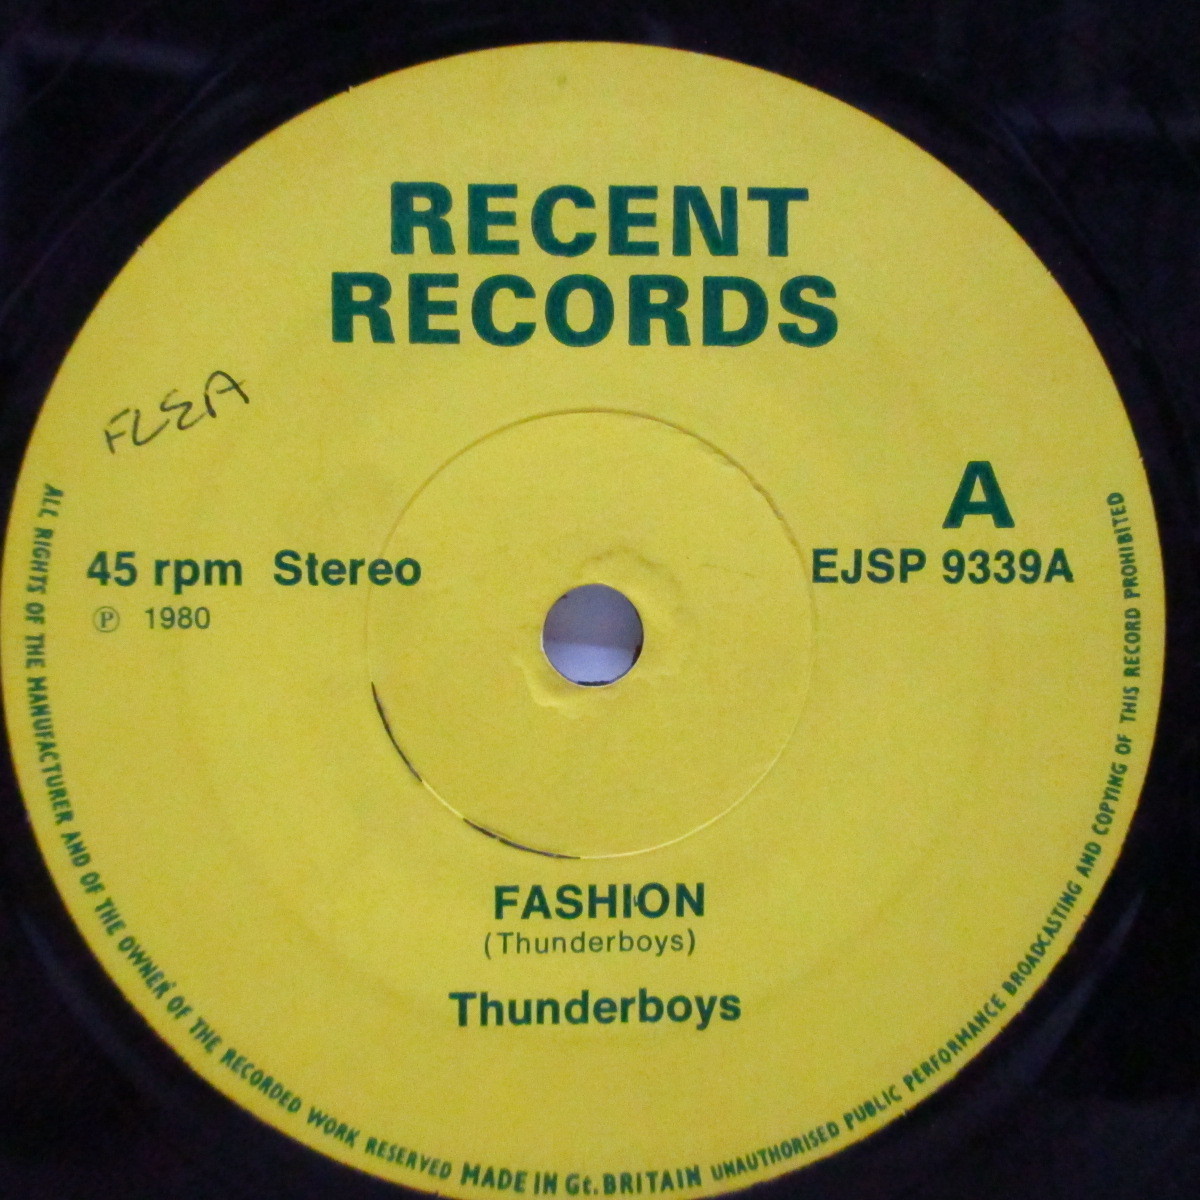 RECENT
RECORDS
FLEA
A
45 rpm Stereo
EJSP 9339A
℗ 1980
FASHION
(Thunderboys)
Thunderboys
ALL RIGHTS OF THE MANUFACTURER AND OF THE OWNER OF THE RECORDED WORK RESERVED MADE IN Gt. BRITAIN UNAUTHORISED PUBLIC PERFORMANCE BROADCASTING AND COPYING OF THIS RECORD PROHIBITED